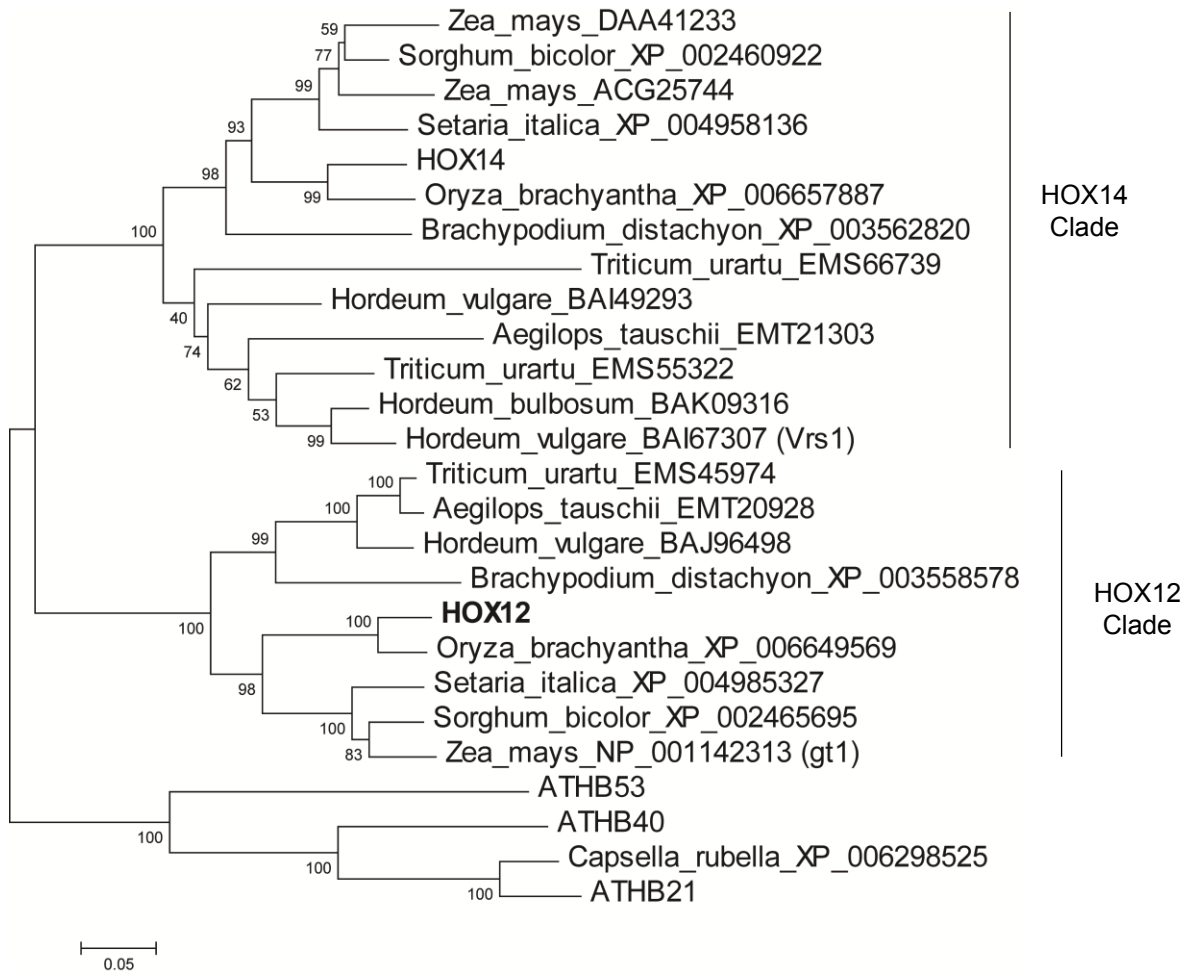 Zea_mays_DAA41233
59
Sorghum_bicolor_XP_002460922
77
Zea_mays_ACG25744
99
Setaria_italica_XP_004958136
93
HOX14
98
99
Oryza_brachyantha_XP_006657887
HOX14
Clade
100
Brachypodium_distachyon_XP_003562820
Triticum_urartu_EMS66739
Hordeum_vulgare_BAI49293
40
Aegilops_tauschii_EMT21303
74
Triticum_urartu_EMS55322
62
Hordeum_bulbosum_BAK09316
53
99
Hordeum_vulgare_BAI67307 (Vrs1)
Triticum_urartu_EMS45974
100
Aegilops_tauschii_EMT20928
100
Hordeum_vulgare_BAJ96498
99
Brachypodium_distachyon_XP_003558578
HOX12
Clade
100
HOX12
100
Oryza_brachyantha_XP_006649569
98
Setaria_italica_XP_004985327
Sorghum_bicolor_XP_002465695
100
83
Zea_mays_NP_001142313 (gt1)
ATHB53
100
ATHB40
Capsella_rubella_XP_006298525
100
100
ATHB21
0.05